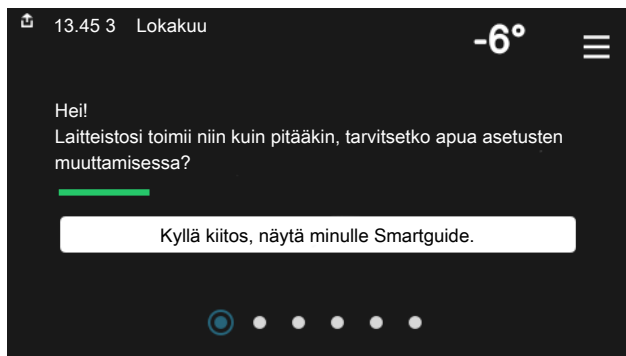 13.45 3 Lokakuu
-6°
Hei!
Laitteistosi toimii niin kuin pitääkin, tarvitsetko apua asetusten
muuttamisessa?
Kyllä kiitos, näytä minulle Smartguide.